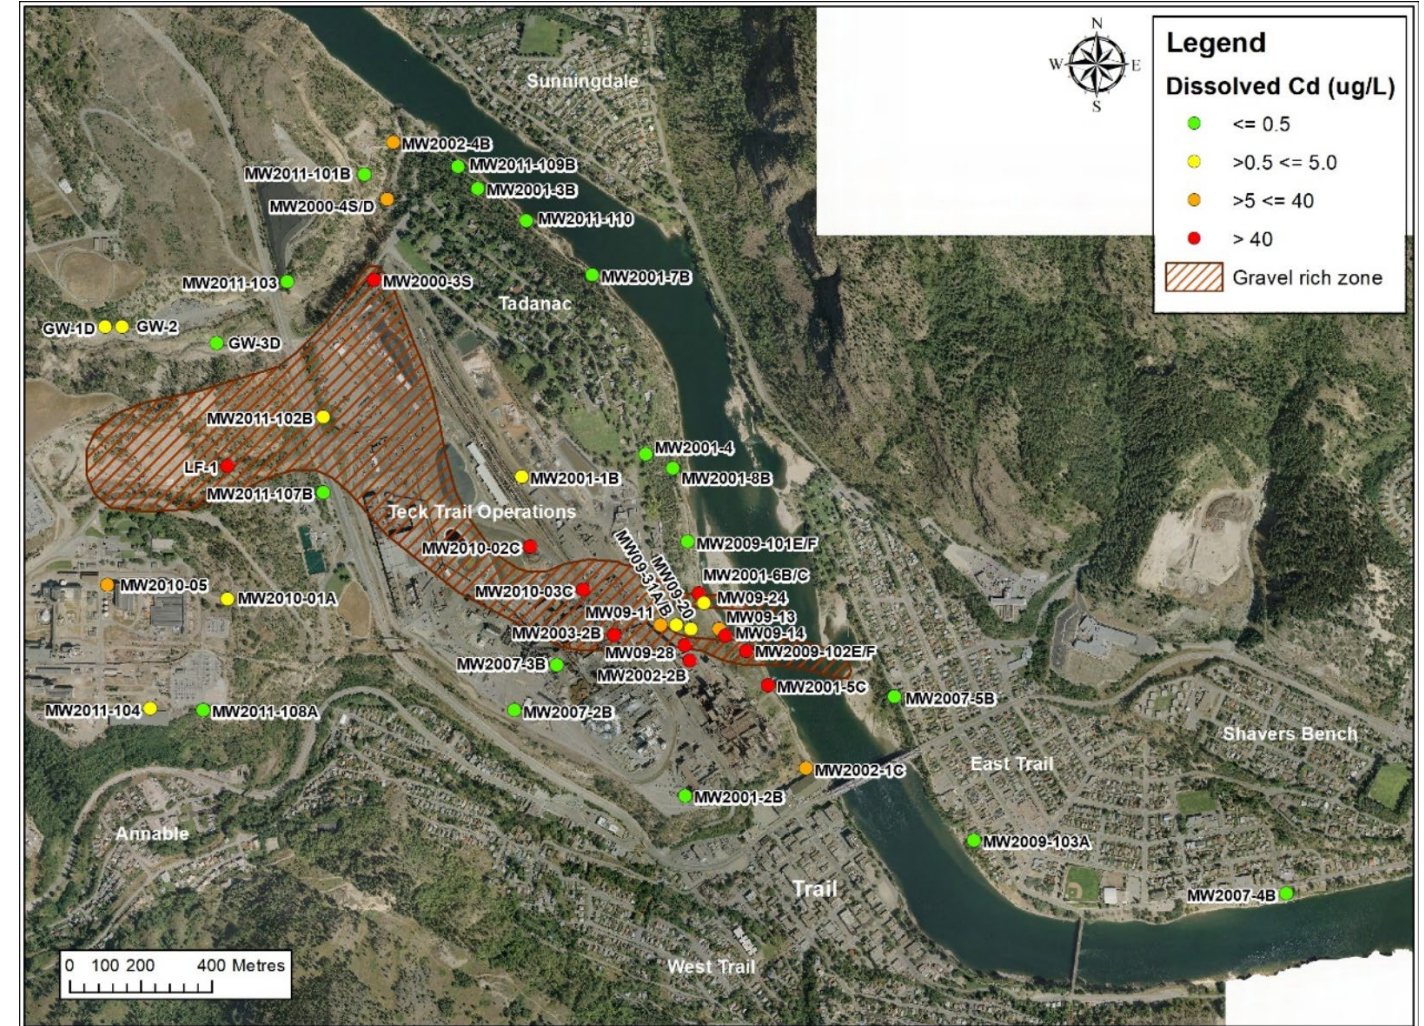 N
W E
S
Legend
Dissolved Cd (ug/L)
<= 0.5
>0.5 <= 5.0
>5 <= 40
> 40
Gravel rich zone
Sunningdale
MW2002-4B
MW2011-109B
MW2011-101B
MW2001-3B
MW2000-4S/D
MW2011-110
MW2011-103
MW2000-3S
MW2001-7B
Tadanac
GW-1D
GW-2
GW-3D
MW2011-102B
MW2001-4
LF-1
MW2001-1B
MW2001-8B
MW2011-107B
Teck Trail Operations
MW2010-02C
MW2009-101E/F
MW09-31A/B
MW09-20
MW2001-6B/C
MW2010-05
MW2010-03C
MW2010-01A
MW09-24
MW09-11
MW09-13
MW2003-2B
MW09-14
MW09-28
MW2009-102E/F
MW2007-3B
MW2002-2B
MW2001-5C
MW2007-5B
MW2011-104
MW2011-108A
MW2007-2B
Shavers Bench
East Trail
MW2002-1C
MW2001-2B
Annable
MW2009-103A
Trail
MW2007-4B
West Trail
0 100 200 400 Metres